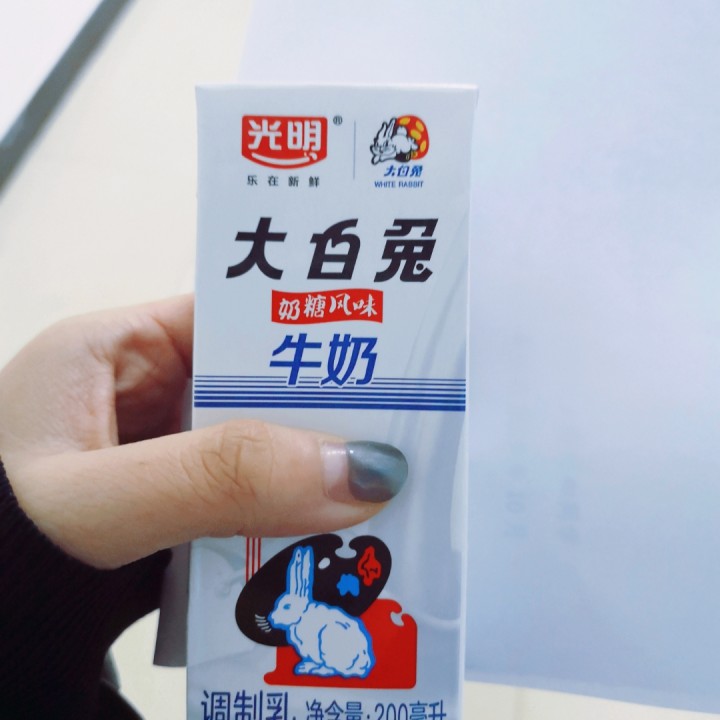 光明®
乐在新鲜
大白兔
WHITE RABBIT
大白兔
奶糖风味
牛奶
调制乳 净含量:200毫升